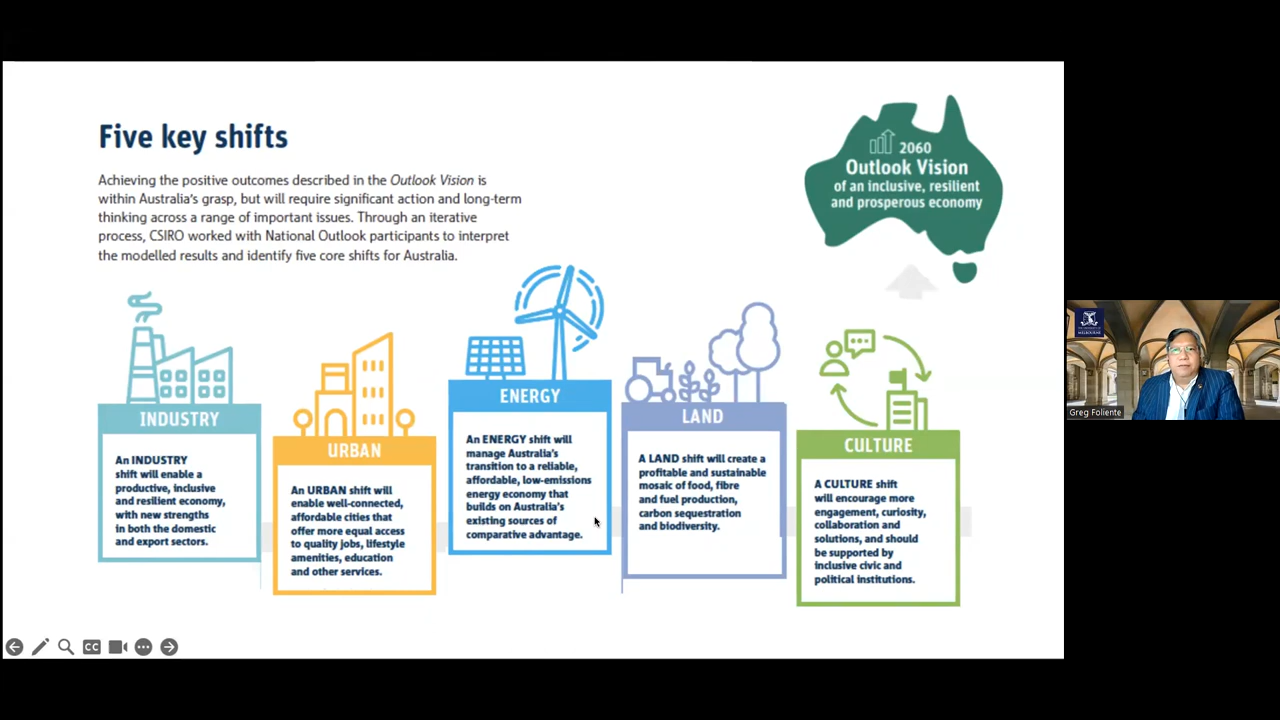 Five key shifts
Achieving the positive outcomes described in the Outlook Vision is
within Australia's grasp, but will require significant action and long-term
thinking across a range of important issues. Through an iterative
process, CSIRO worked with National Outlook participants to interpret
the modelled results and identify five core shifts for Australia.
2060
Outlook Vision
of an inclusive, resilient
and prosperous economy
INDUSTRY
An INDUSTRY
shift will enable a
productive, inclusive
and resilient economy,
with new strengths
in both the domestic
and export sectors.
URBAN
An URBAN shift will
enable well-connected,
affordable cities that
offer more equal access
to quality jobs, lifestyle
amenities, education
and other services.
ENERGY
An ENERGY shift will
manage Australia's
transition to a reliable,
affordable, low-emissions
energy economy that
builds on Australia's
existing sources of
comparative advantage.
LAND
A LAND shift will create a
profitable and sustainable
mosaic of food, fibre
and fuel production,
carbon sequestration
and biodiversity.
CULTURE
A CULTURE shift
will encourage more
engagement, curiosity,
collaboration and
solutions, and should
be supported by
inclusive civic and
political institutions.
CC
MELBOURNE
Greg Foliente